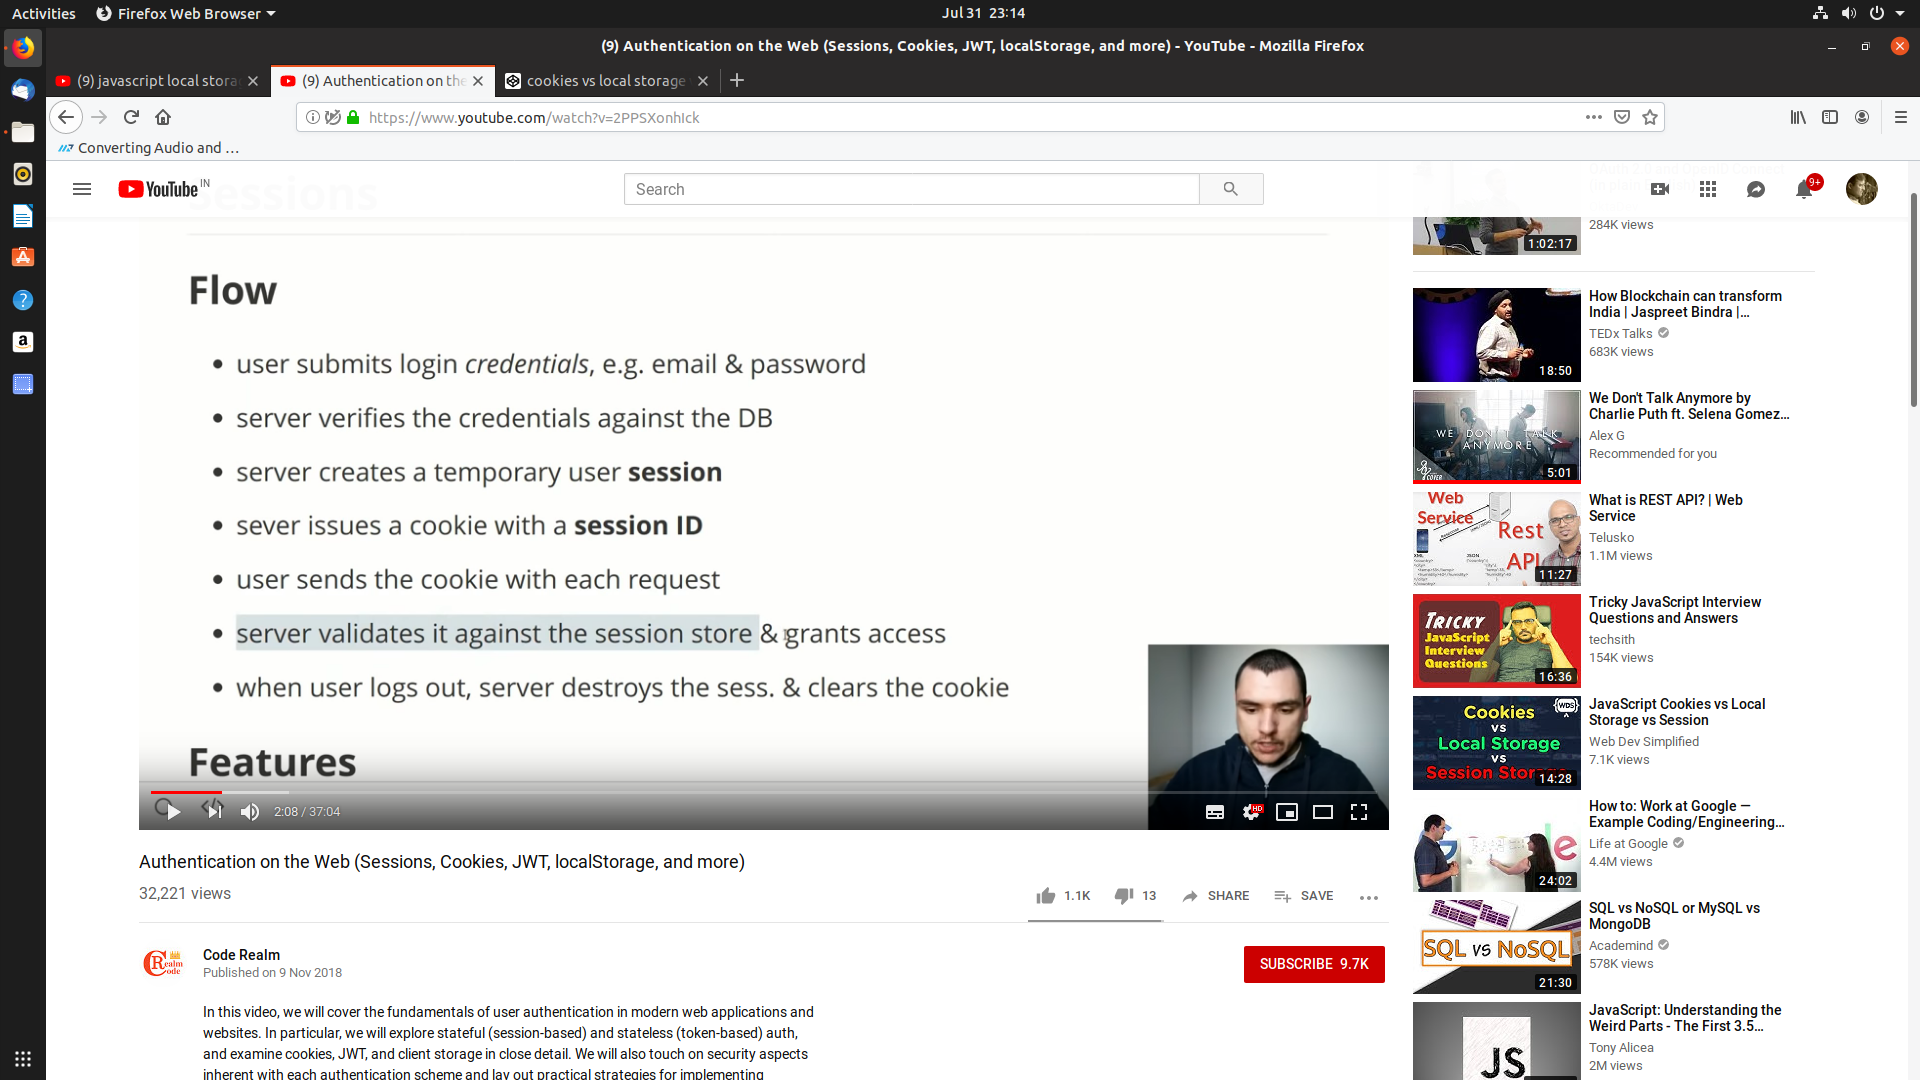 Activities
Firefox Web Browser
Jul 31 23:14
(9) Authentication on the Web (Sessions, Cookies, JWT, localStorage, and more) - YouTube - Mozilla Firefox
(9) javascript local stora
(9) Authentication on the
cookies vs local storage
https://www.youtube.com/watch?v=2PPSXonhIck
Converting Audio and …
YouTube IN
Search
9+
Sessions
Flow
user submits login credentials, e.g. email & password
server verifies the credentials against the DB
server creates a temporary user session
sever issues a cookie with a session ID
user sends the cookie with each request
server validates it against the session store & grants access
when user logs out, server destroys the sess. & clears the cookie
Features
2:08 / 37:04
HD
Authentication on the Web (Sessions, Cookies, JWT, localStorage, and more)
32,221 views
1.1K
13
SHARE
SAVE
Realm
Code
Code Realm
Published on 9 Nov 2018
SUBSCRIBE 9.7K
In this video, we will cover the fundamentals of user authentication in modern web applications and
websites. In particular, we will explore stateful (session-based) and stateless (token-based) auth,
and examine cookies, JWT, and client storage in close detail. We will also touch on security aspects
inherent with each authentication scheme and lay out practical strategies for implementing
284K views
1:02:17
How Blockchain can transform
India | Jaspreet Bindra |…
TEDx Talks
683K views
18:50
We Don't Talk Anymore by
Charlie Puth ft. Selena Gomez…
Alex G
Recommended for you
WE DON'T TALK
ANYMORE
COVER
5:01
What is REST API? | Web
Service
Telusko
1.1M views
Web
Service
Rest
API
11:27
Tricky JavaScript Interview
Questions and Answers
techsith
154K views
TRICKY
JavaScript
Interview
Questions
16:36
JavaScript Cookies vs Local
Storage vs Session
Web Dev Simplified
7.1K views
WDS
Cookies
vs
Local Storage
vs
Session Storage
14:28
How to: Work at Google —
Example Coding/Engineering…
Life at Google
4.4M views
24:02
SQL vs NoSQL or MySQL vs
MongoDB
Academind
578K views
SQL vs NoSQL
21:30
JavaScript: Understanding the
Weird Parts - The First 3.5…
Tony Alicea
2M views
JS